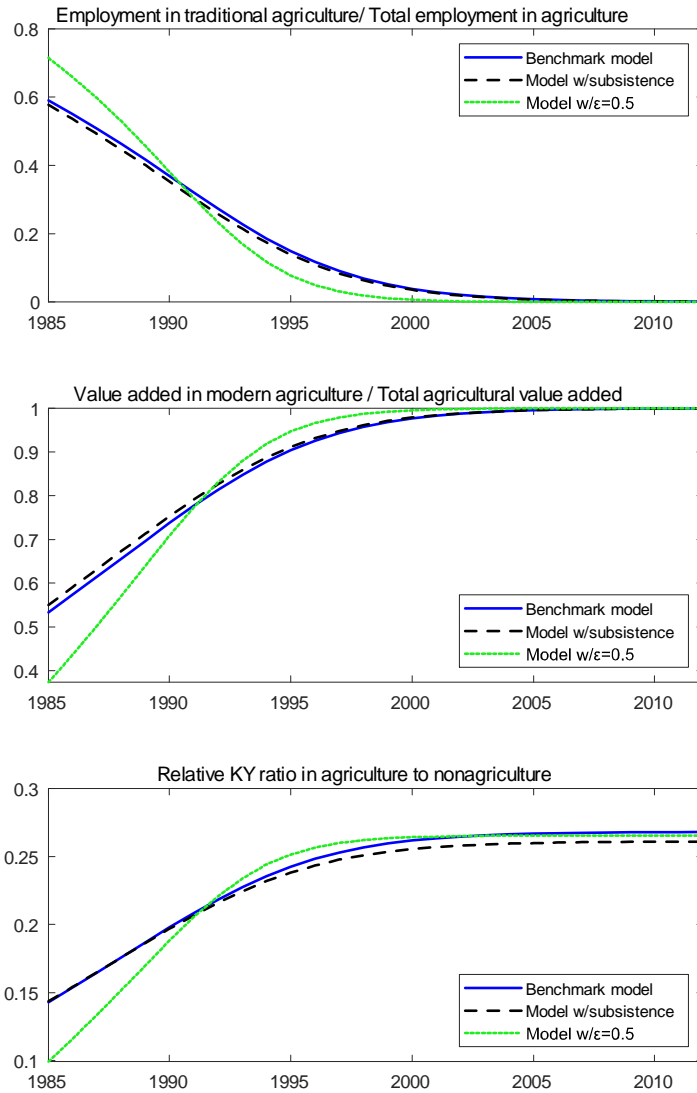 Employment in traditional agriculture/ Total employment in agriculture
0.8
0.6
0.4
0.2
0
Benchmark model
Model w/subsistence
Model w/ε=0.5
1985 1990 1995 2000 2005 2010
Value added in modern agriculture / Total agricultural value added
1
0.9
0.8
0.7
0.6
0.5
0.4
Benchmark model
Model w/subsistence
Model w/ε=0.5
1985 1990 1995 2000 2005 2010
Relative KY ratio in agriculture to nonagriculture
0.3
0.25
0.2
0.15
0.1
Benchmark model
Model w/subsistence
Model w/ε=0.5
1985 1990 1995 2000 2005 2010